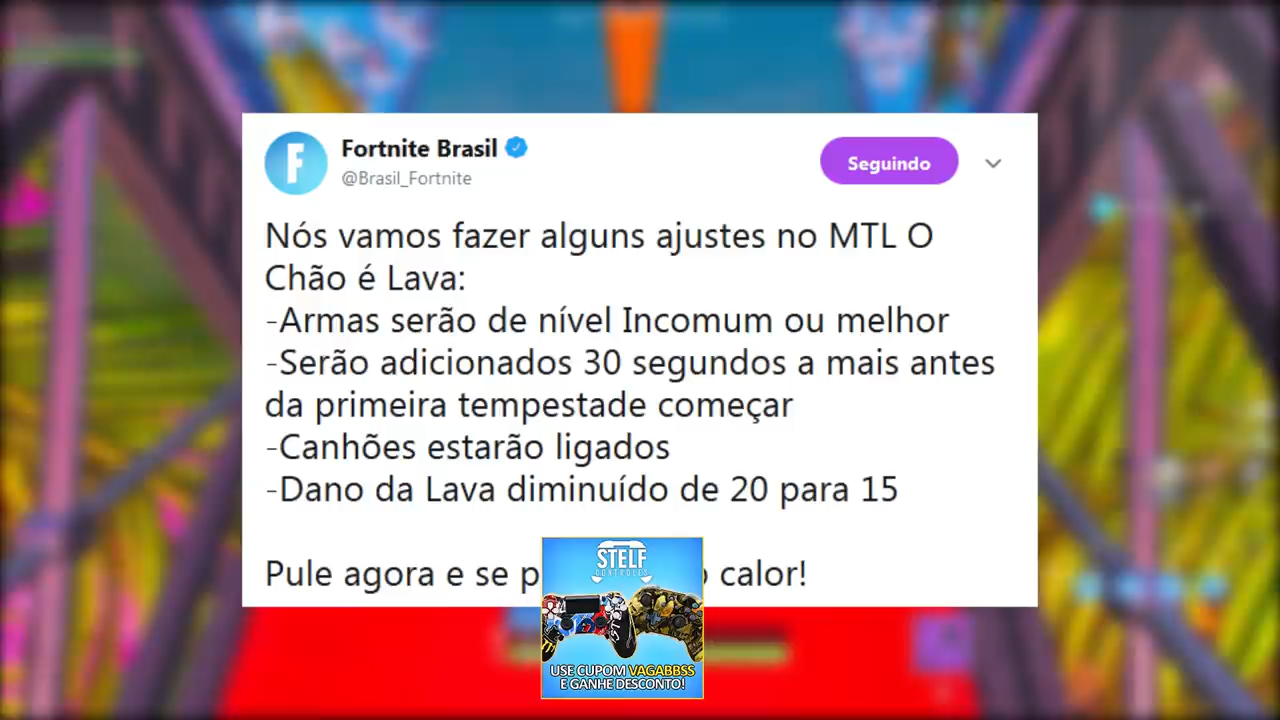 Fortnite Brasil
@Brasil_Fortnite
Seguindo
Nós vamos fazer alguns ajustes no MTL O
Chão é Lava:
-Armas serão de nível Incomum ou melhor
-Serão adicionados 30 segundos a mais antes
da primeira tempestade começar
-Canhões estarão ligados
-Dano da Lava diminuído de 20 para 15
Pule agora e se calor!
STELF
CONTROLES
USE CUPOM VAGABBSS
E GANHE DESCONTO!